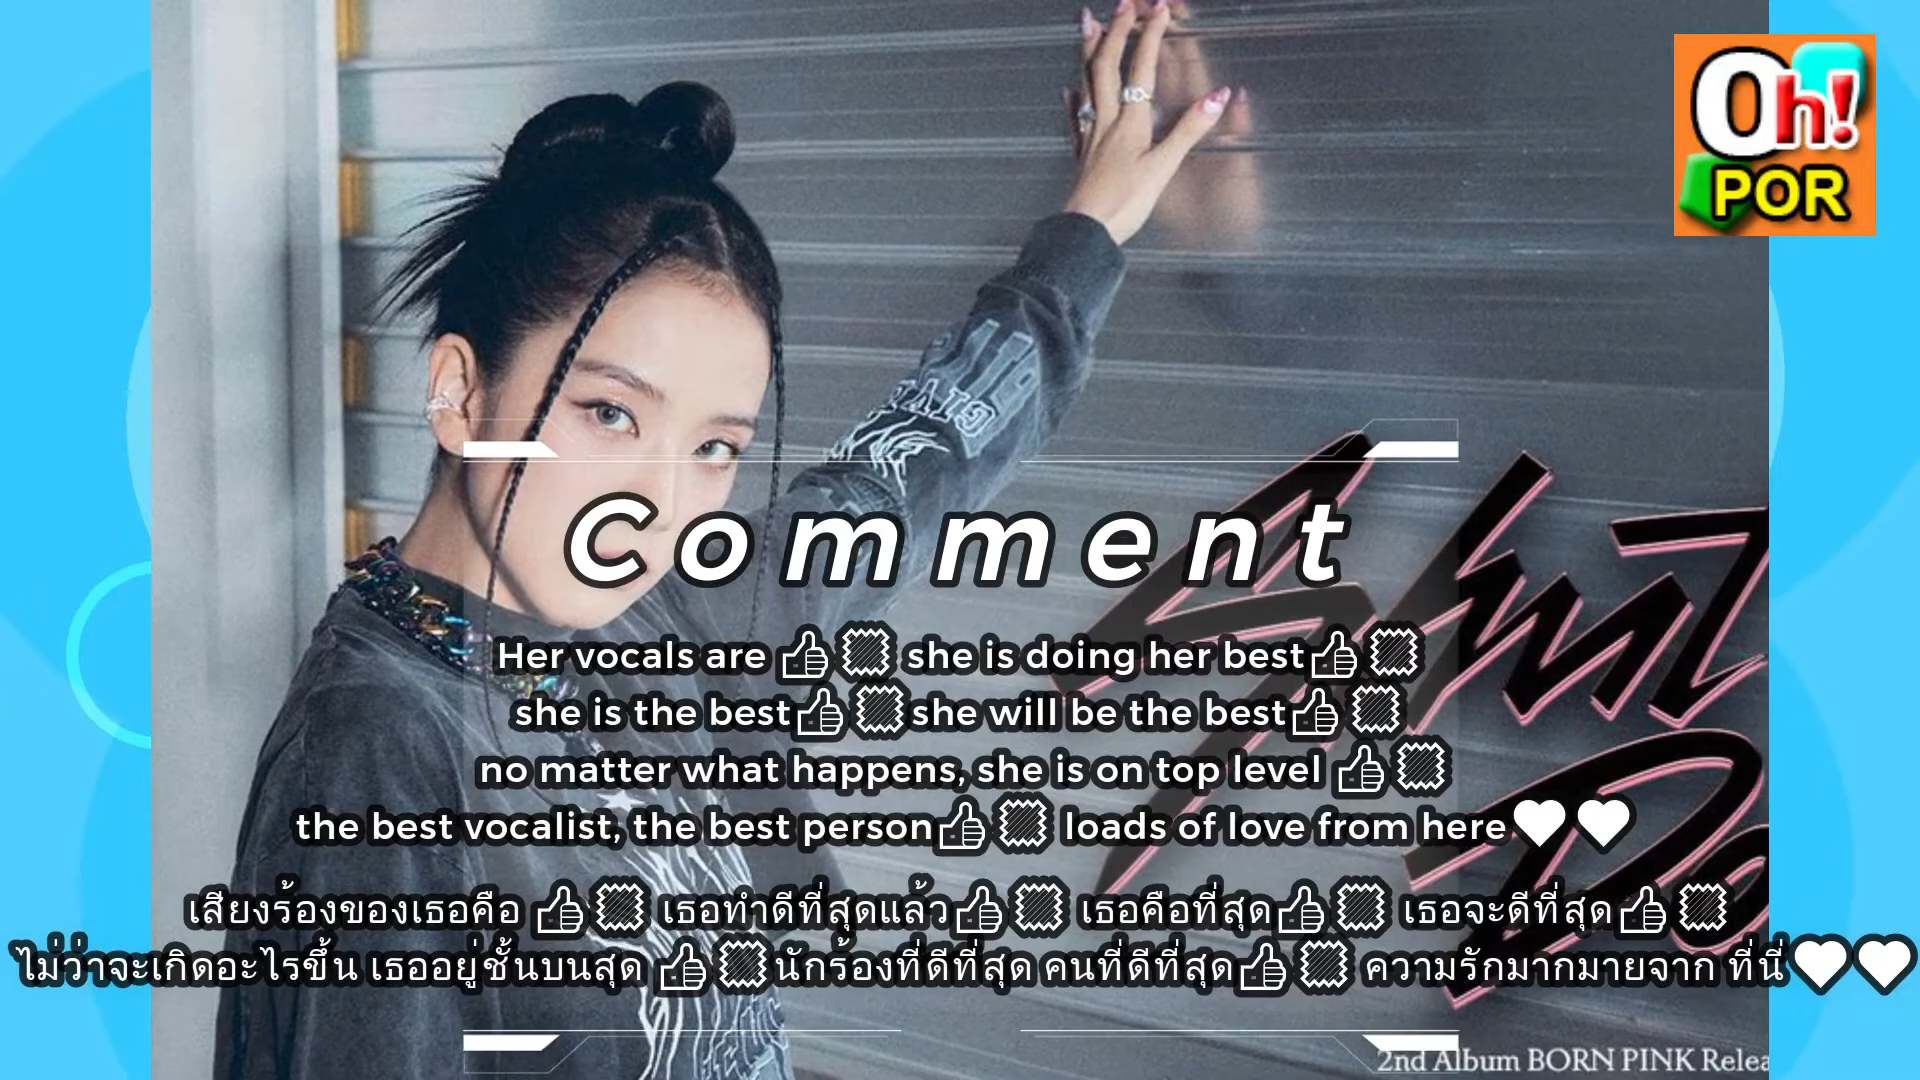 Oh!
POR
Comment
Her vocals are 👍 she is doing her best👍
she is the best👍she will be the best👍
no matter what happens, she is on top level 👍
the best vocalist, the best person👍 loads of love from here🤍🤍
เสียงร้องของเธอคือ 👍 เธอทำดีที่สุดแล้ว👍 เธอคือที่สุด👍 เธอจะดีที่สุด👍
ไม่ว่าจะเกิดอะไรขึ้น เธออยู่ชั้นบนสุด 👍นักร้องที่ดีที่สุด คนที่ดีที่สุด👍 ความรักมากมายจาก ที่นี่🤍🤍
Shut
Do
2nd Album BORN PINK Relea